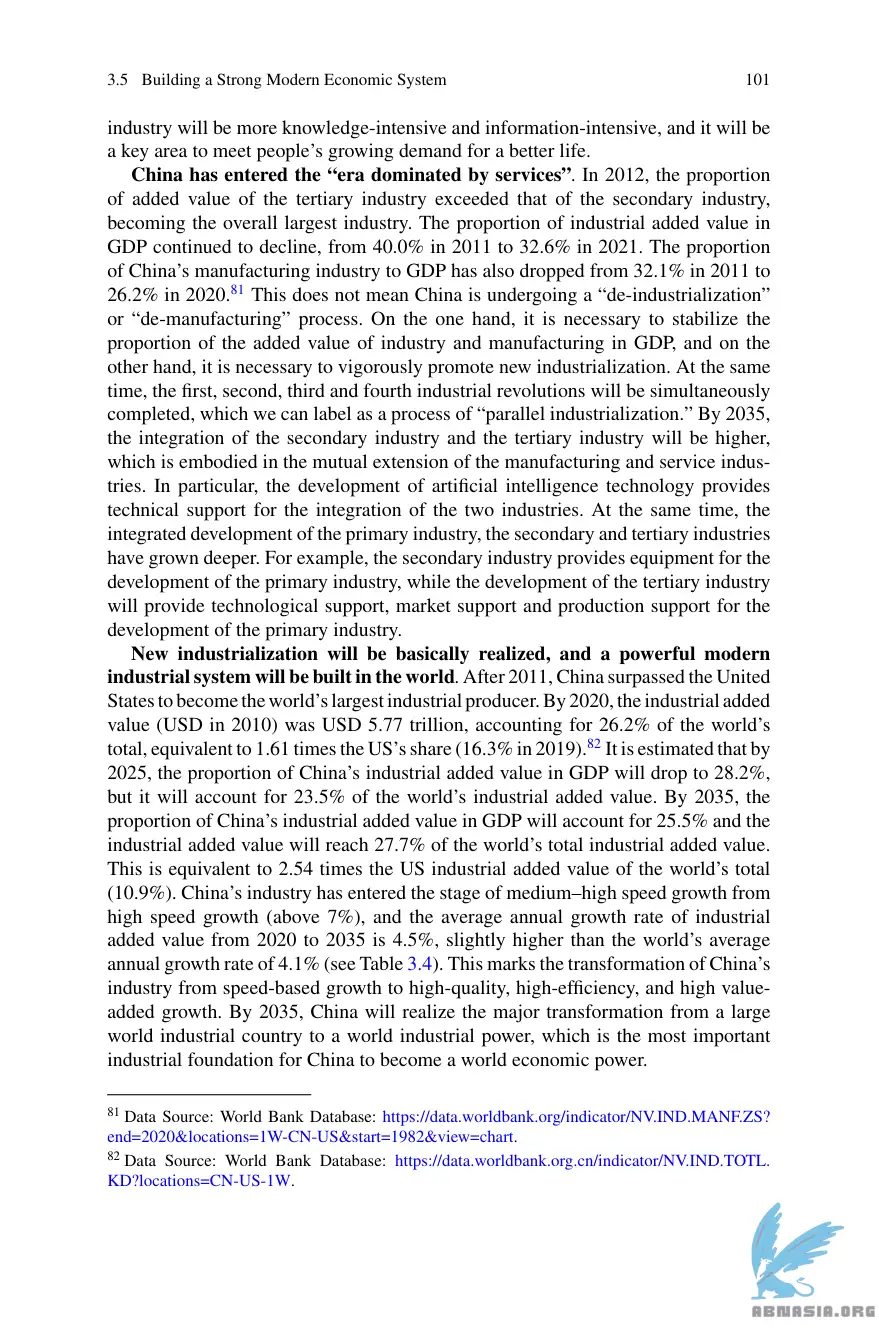 3.5 Building a Strong Modern Economic System 101
industry will be more knowledge-intensive and information-intensive, and it will be
a key area to meet people's growing demand for a better life.
China has entered the “era dominated by services”. In 2012, the proportion
of added value of the tertiary industry exceeded that of the secondary industry,
becoming the overall largest industry. The proportion of industrial added value in
GDP continued to decline, from 40.0% in 2011 to 32.6% in 2021. The proportion
of China's manufacturing industry to GDP has also dropped from 32.1% in 2011 to
26.2% in 2020.81 This does not mean China is undergoing a “de-industrialization”
or “de-manufacturing” process. On the one hand, it is necessary to stabilize the
proportion of the added value of industry and manufacturing in GDP, and on the
other hand, it is necessary to vigorously promote new industrialization. At the same
time, the first, second, third and fourth industrial revolutions will be simultaneously
completed, which we can label as a process of “parallel industrialization.” By 2035,
the integration of the secondary industry and the tertiary industry will be higher,
which is embodied in the mutual extension of the manufacturing and service indus-
tries. In particular, the development of artificial intelligence technology provides
technical support for the integration of the two industries. At the same time, the
integrated development of the primary industry, the secondary and tertiary industries
have grown deeper. For example, the secondary industry provides equipment for the
development of the primary industry, while the development of the tertiary industry
will provide technological support, market support and production support for the
development of the primary industry.
New industrialization will be basically realized, and a powerful modern
industrial system will be built in the world. After 2011, China surpassed the United
States to become the world's largest industrial producer. By 2020, the industrial added
value (USD in 2010) was USD 5.77 trillion, accounting for 26.2% of the world's
total, equivalent to 1.61 times the US's share (16.3% in 2019).82 It is estimated that by
2025, the proportion of China's industrial added value in GDP will drop to 28.2%,
but it will account for 23.5% of the world's industrial added value. By 2035, the
proportion of China's industrial added value in GDP will account for 25.5% and the
industrial added value will reach 27.7% of the world's total industrial added value.
This is equivalent to 2.54 times the US industrial added value of the world's total
(10.9%). China's industry has entered the stage of medium–high speed growth from
high speed growth (above 7%), and the average annual growth rate of industrial
added value from 2020 to 2035 is 4.5%, slightly higher than the world's average
annual growth rate of 4.1% (see Table 3.4). This marks the transformation of China's
industry from speed-based growth to high-quality, high-efficiency, and high value-
added growth. By 2035, China will realize the major transformation from a large
world industrial country to a world industrial power, which is the most important
industrial foundation for China to become a world economic power.
81 Data Source: World Bank Database: https://data.worldbank.org/indicator/NV.IND.MANF.ZS?
end=2020&locations=1W-CN-US&start=1982&view=chart.
82 Data Source: World Bank Database: https://data.worldbank.org.cn/indicator/NV.IND.TOTL.
KD?locations=CN-US-1W.
ABNASIA.ORG